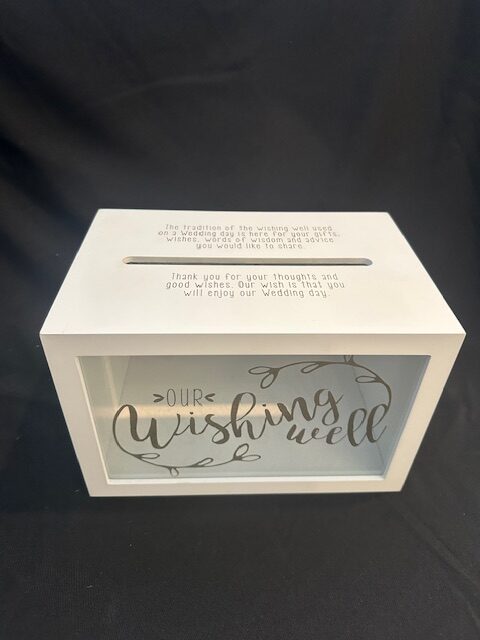 The tradition of the wishing well used
on a Wedding day is here for your gifts,
wishes, words of wisdom and advice
you would like to share.
Thank you for your thoughts and
good wishes. Our wish is that you
will enjoy our Wedding day.
>OUR<
Wishing
well